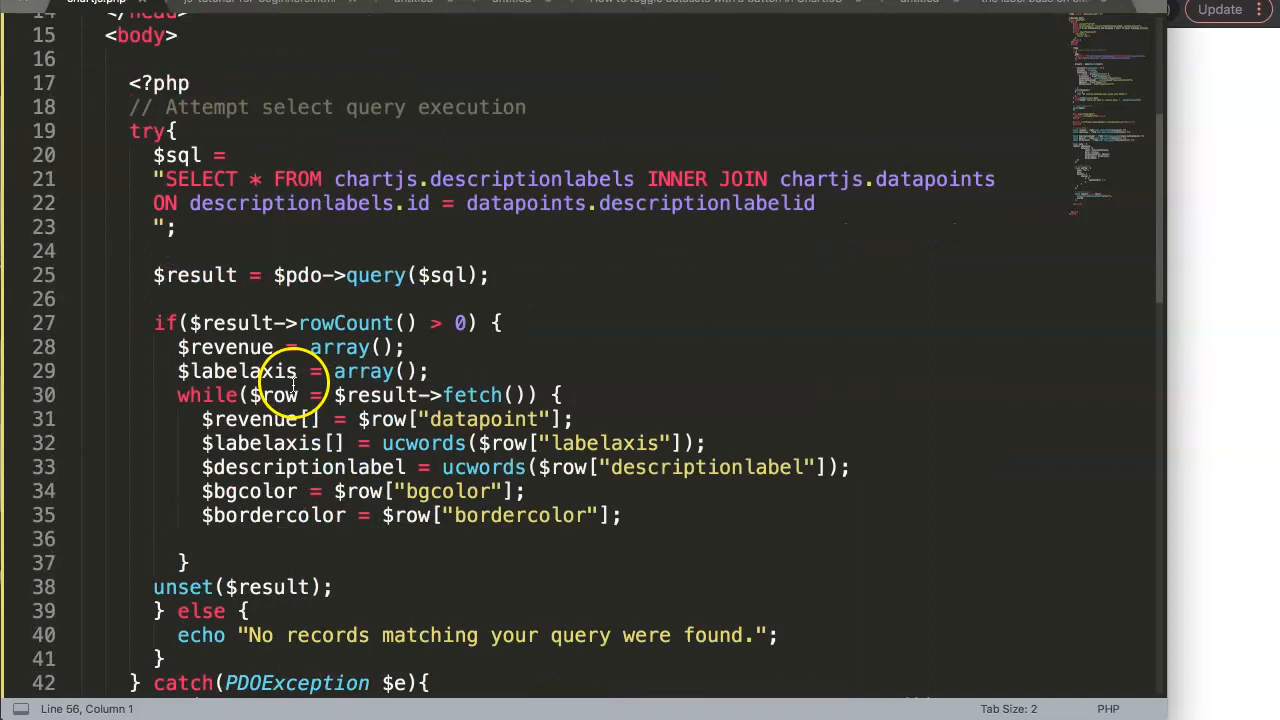 Update
14 </head>
15 <body>
16
17 <?php
18 // Attempt select query execution
19 try{
20 $sql =
21 "SELECT * FROM chartjs.descriptionlabels INNER JOIN chartjs.datapoints
22 ON descriptionlabels.id = datapoints.descriptionlabelid
23 ";
24
25 $result = $pdo->query($sql);
26
27 if($result->rowCount() > 0) {
28 $revenue = array();
29 $labelaxis = array();
30 while($row = $result->fetch()) {
31 $revenue[] = $row["datapoint"];
32 $labelaxis[] = ucwords($row["labelaxis"]);
33 $descriptionlabel = ucwords($row["descriptionlabel"]);
34 $bgcolor = $row["bgcolor"];
35 $bordercolor = $row["bordercolor"];
36
37 }
38 unset($result);
39 } else {
40 echo "No records matching your query were found.";
41 }
42 } catch(PDOException $e){
Line 56, Column 1 Tab Size: 2 PHP